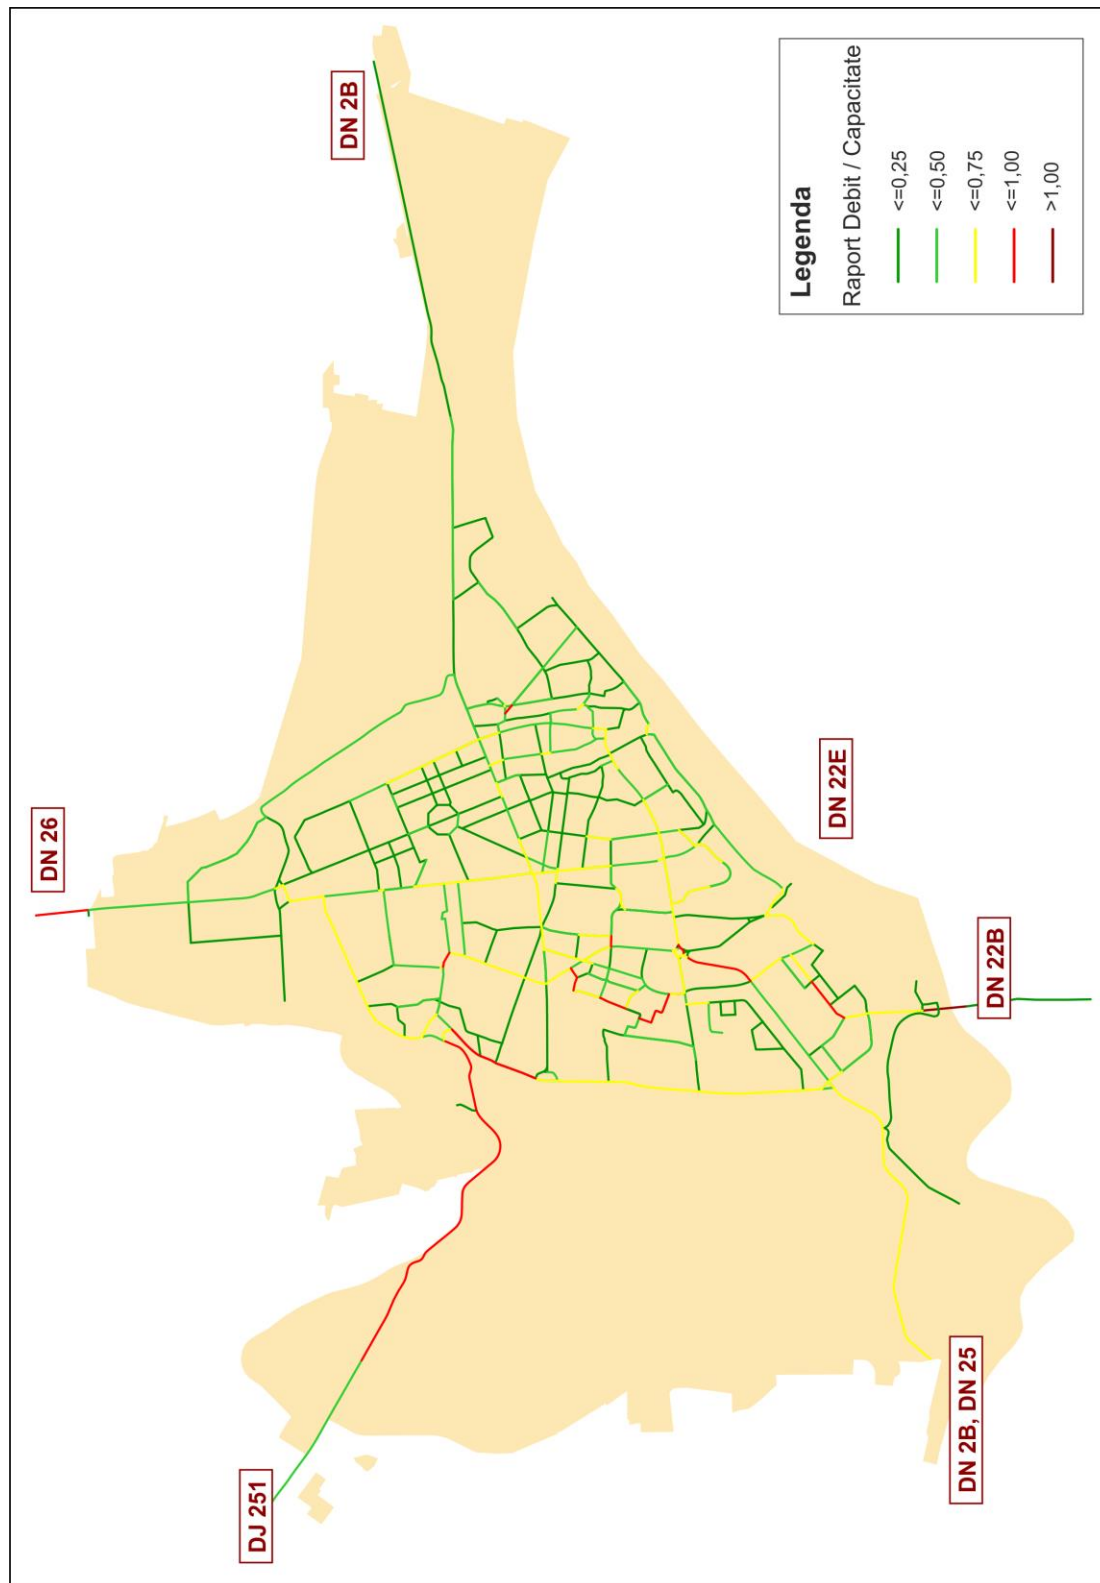 DJ 251
DN 26
DN 2B
DN 2B, DN 25
DN 22B
DN 22E
Legenda
Raport Debit / Capacitate
<=0,25
<=0,50
<=0,75
<=1,00
>1,00